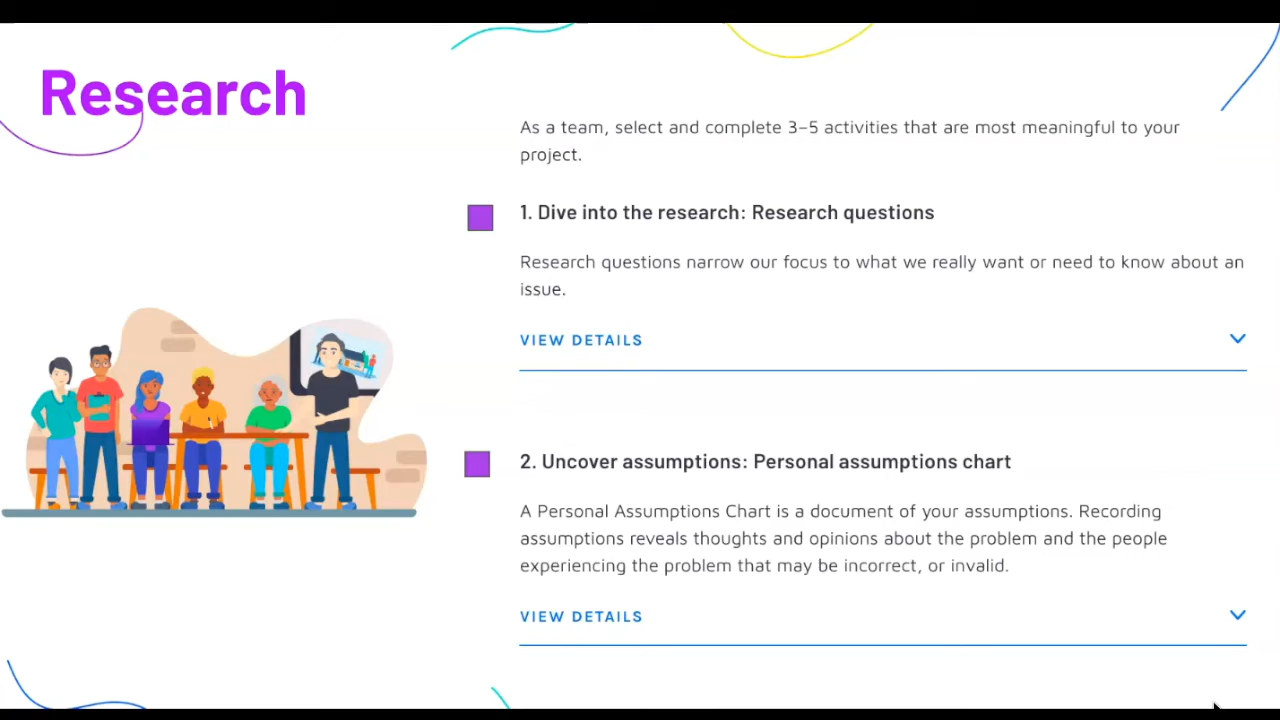 Research
As a team, select and complete 3–5 activities that are most meaningful to your
project.
1. Dive into the research: Research questions
Research questions narrow our focus to what we really want or need to know about an
issue.
VIEW DETAILS
2. Uncover assumptions: Personal assumptions chart
A Personal Assumptions Chart is a document of your assumptions. Recording
assumptions reveals thoughts and opinions about the problem and the people
experiencing the problem that may be incorrect, or invalid.
VIEW DETAILS